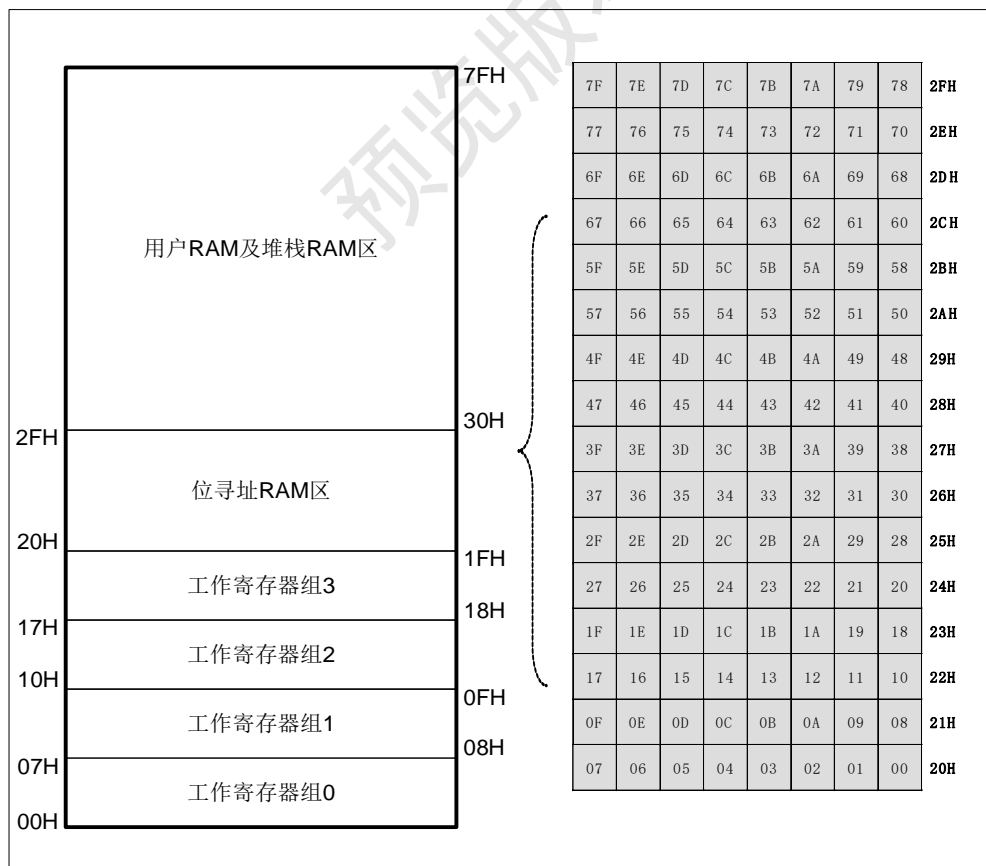 预览版
7FH
用户RAM及堆栈RAM区
30H
2FH
位寻址RAM区
20H
1FH
工作寄存器组3
18H
17H
工作寄存器组2
10H
0FH
工作寄存器组1
08H
07H
工作寄存器组0
00H
7F 7E 7D 7C 7B 7A 79 78 2FH
77 76 75 74 73 72 71 70 2EH
6F 6E 6D 6C 6B 6A 69 68 2DH
67 66 65 64 63 62 61 60 2CH
5F 5E 5D 5C 5B 5A 59 58 2BH
57 56 55 54 53 52 51 50 2AH
4F 4E 4D 4C 4B 4A 49 48 29H
47 46 45 44 43 42 41 40 28H
3F 3E 3D 3C 3B 3A 39 38 27H
37 36 35 34 33 32 31 30 26H
2F 2E 2D 2C 2B 2A 29 28 25H
27 26 25 24 23 22 21 20 24H
1F 1E 1D 1C 1B 1A 19 18 23H
17 16 15 14 13 12 11 10 22H
0F 0E 0D 0C 0B 0A 09 08 21H
07 06 05 04 03 02 01 00 20H